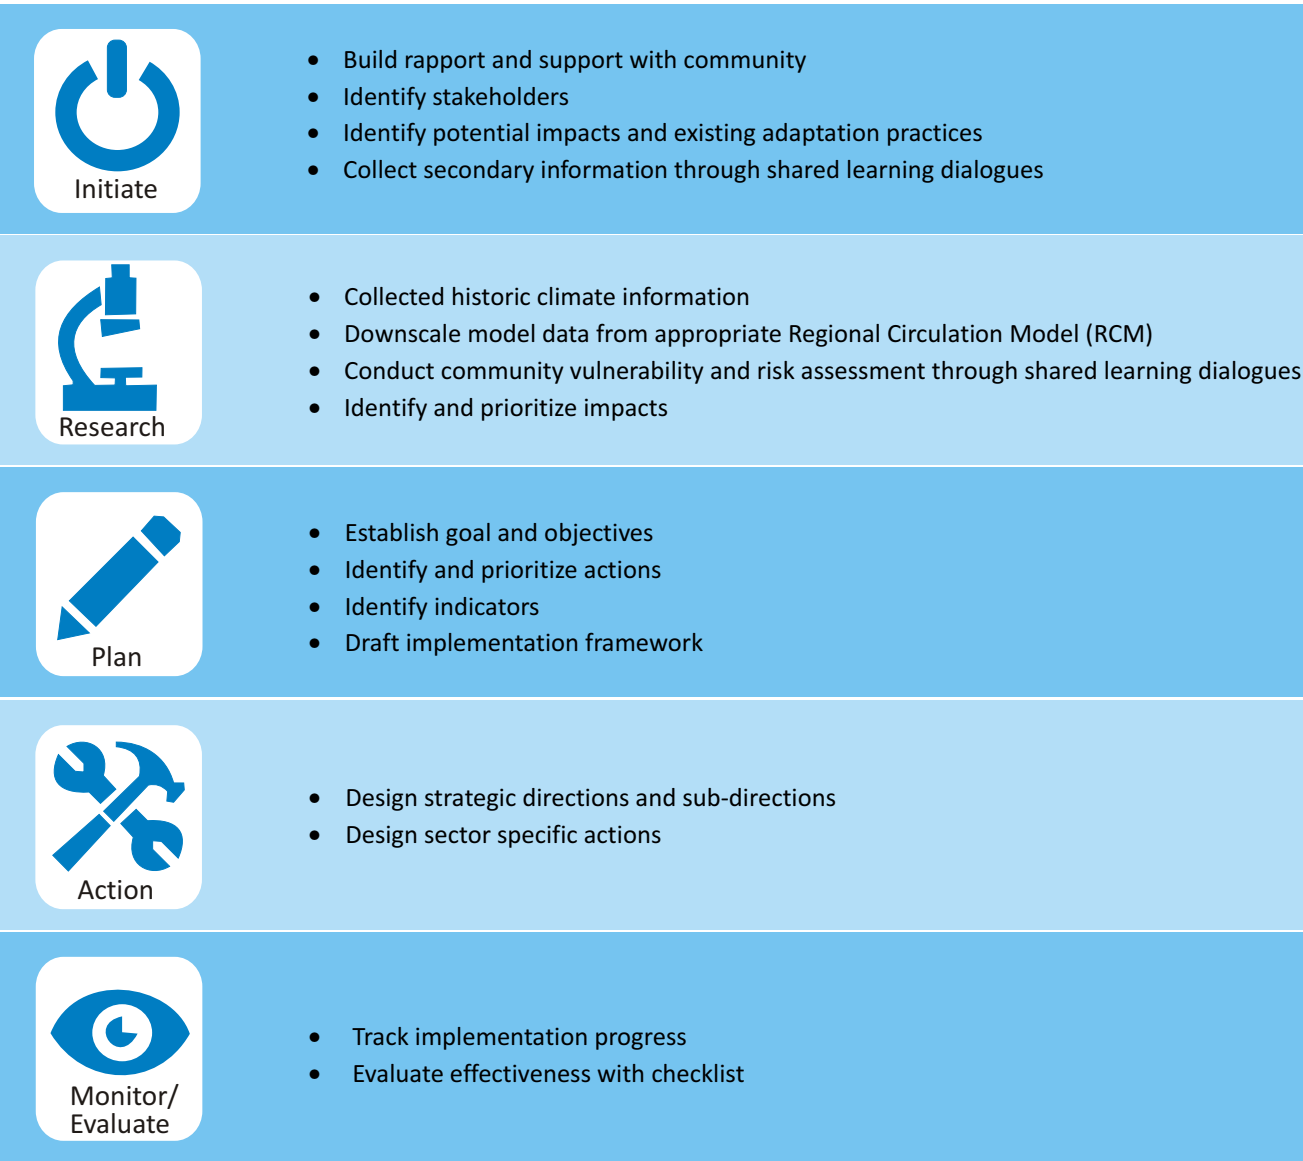 Initiate
• Build rapport and support with community
• Identify stakeholders
• Identify potential impacts and existing adaptation practices
• Collect secondary information through shared learning dialogues
Research
• Collected historic climate information
• Downscale model data from appropriate Regional Circulation Model (RCM)
• Conduct community vulnerability and risk assessment through shared learning dialogues
• Identify and prioritize impacts
Plan
• Establish goal and objectives
• Identify and prioritize actions
• Identify indicators
• Draft implementation framework
Action
• Design strategic directions and sub-directions
• Design sector specific actions
Monitor/
Evaluate
• Track implementation progress
• Evaluate effectiveness with checklist